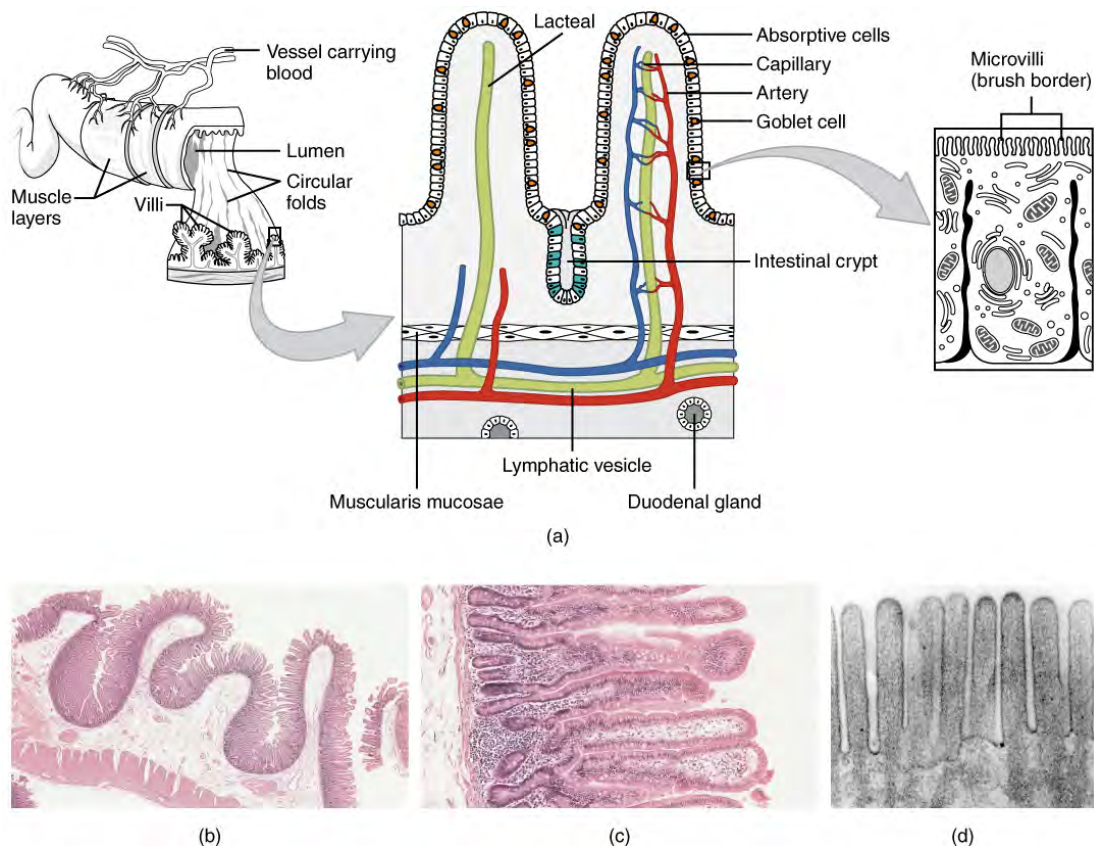 Vessel carrying
blood
Lumen
Circular
folds
Muscle
layers
Villi
Lacteal
Absorptive cells
Capillary
Artery
Goblet cell
Intestinal crypt
Lymphatic vesicle
Muscularis mucosae
Duodenal gland
Microvilli
(brush border)
(a)
(b)
(c)
(d)